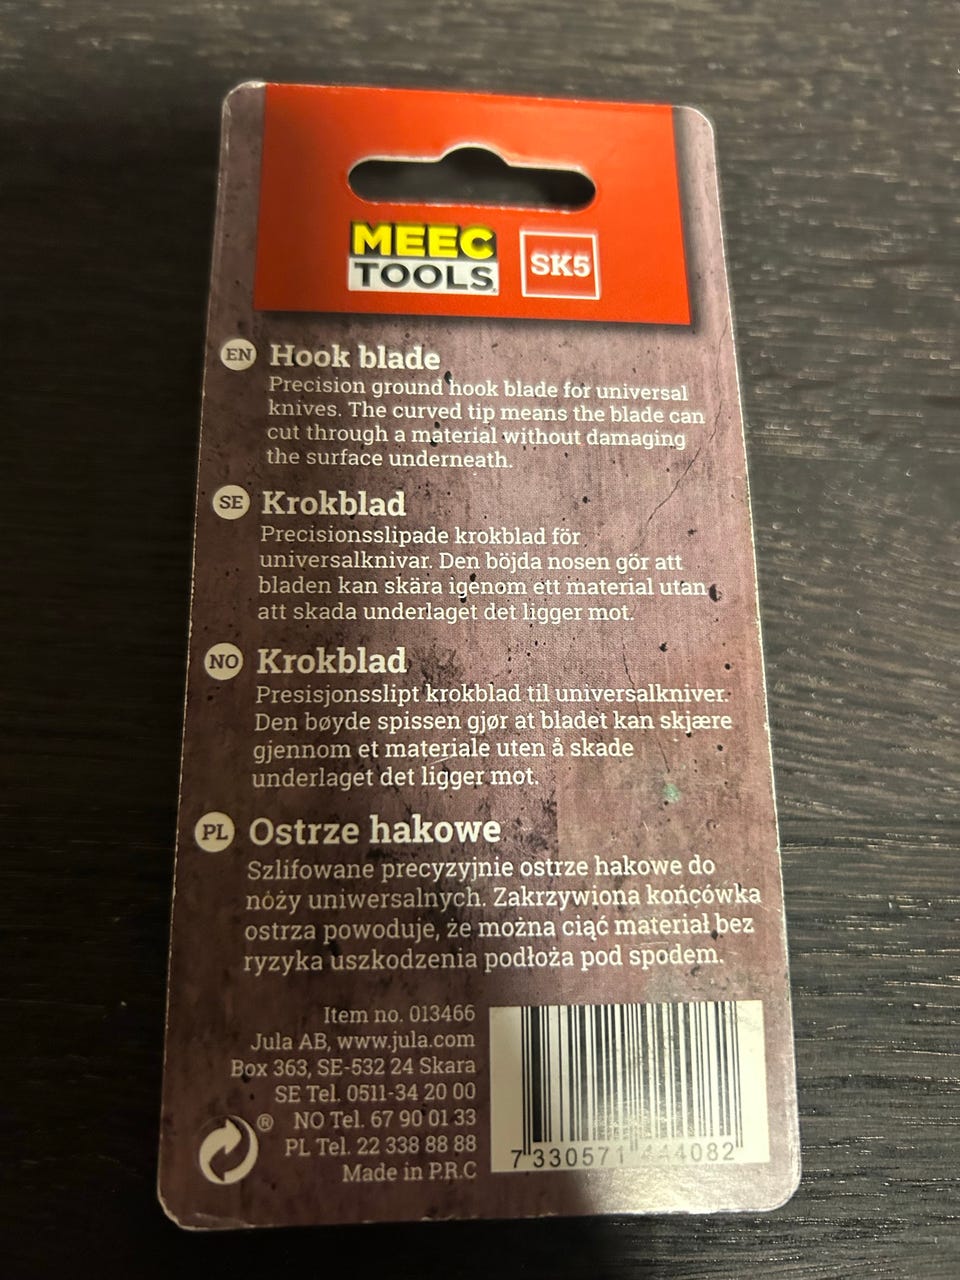 MEEC
TOOLS®
SK5
EN Hook blade
Precision ground hook blade for universal
knives. The curved tip means the blade can
cut through a material without damaging
the surface underneath.
SE Krokblad
Precisionsslipade krokblad för
universalknivar. Den böjda nosen gör att
bladen kan skära igenom ett material utan
att skada underlaget det ligger mot.
NO Krokblad
Presisjonsslipt krokblad til universalkniver.
Den bøyde spissen gjør at bladet kan skjære
gjennom et materiale uten å skade
underlaget det ligger mot.
PL Ostrze hakowe
Szlifowane precyzyjnie ostrze hakowe do
noży uniwersalnych. Zakrzywiona końcówka
ostrza powoduje, że można ciąć materiał bez
ryzyka uszkodzenia podłoża pod spodem.
Item no. 013466
Jula AB, www.jula.com
Box 363, SE-532 24 Skara
SE Tel. 0511-34 20 00
NO Tel. 67 90 01 33
PL Tel. 22 338 88 88
Made in P.R.C
®
7 330571 444082